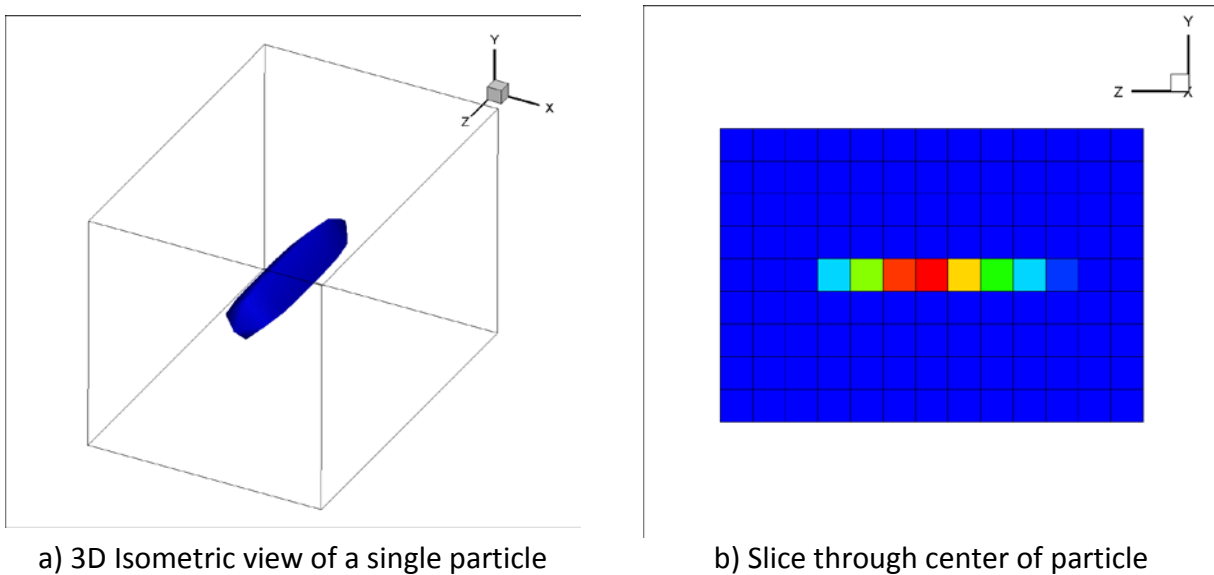 Y
X
Z
Y
Z
X
a) 3D Isometric view of a single particle
b) Slice through center of particle